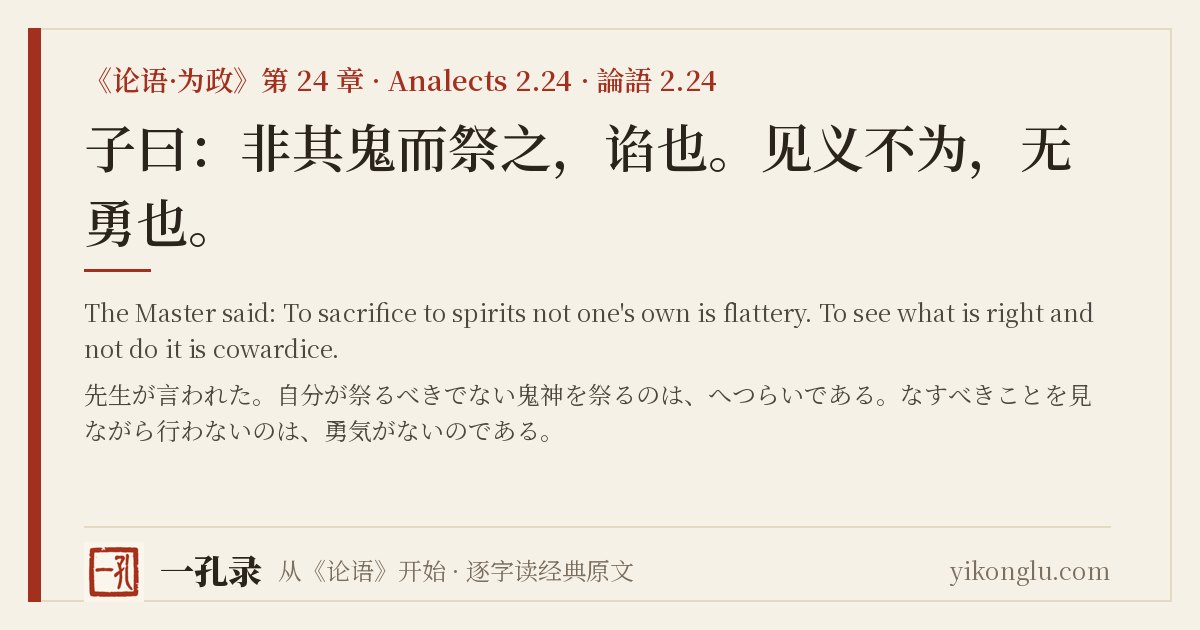 《论语·为政》第 24 章 · Analects 2.24 · 論語 2.24
子曰：非其鬼而祭之，谄也。见义不为，无
勇也。
The Master said: To sacrifice to spirits not one's own is flattery. To see what is right and
not do it is cowardice.
先生が言われた。自分が祭るべきでない鬼神を祭るのは、へつらいである。なすべきことを見
ながら行わないのは、勇気がないのである。
一孔
一孔录 从《论语》开始 · 逐字读经典原文 yikonglu.com